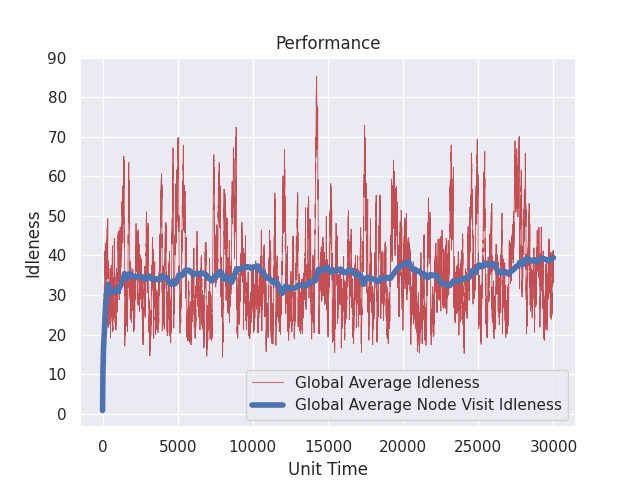 Performance
90
80
70
60
50
40
30
20
10
0
Idleness
0 5000 10000 15000 20000 25000 30000
Unit Time
Global Average Idleness
Global Average Node Visit Idleness